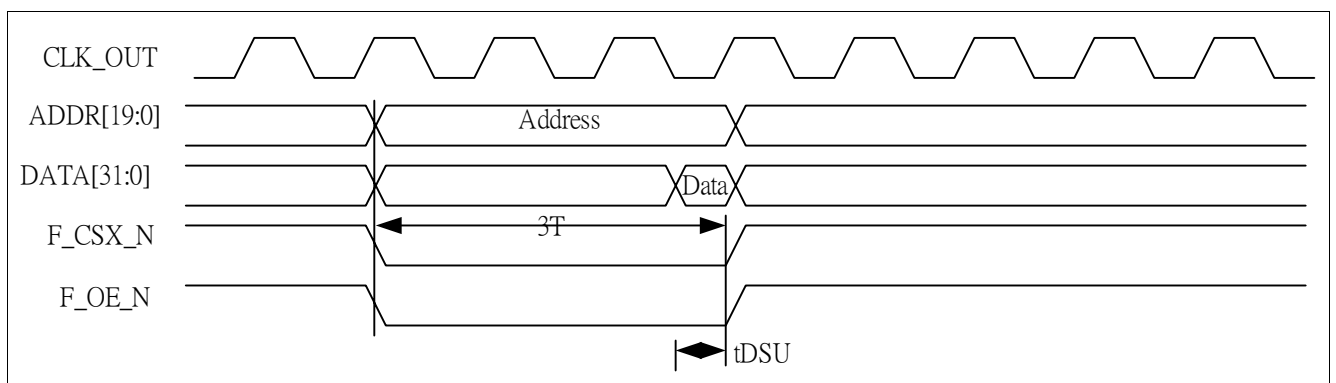 CLK_OUT
ADDR[19:0]
Address
DATA[31:0]
Data
F_CSX_N
3T
F_OE_N
tDSU